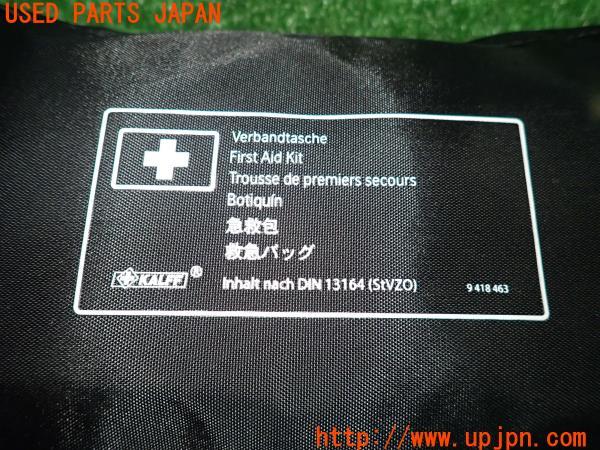 USED PARTS JAPAN
Verbandtasche
First Aid Kit
Trousse de premiers secours
Botiquín
急救包
救急バッグ
KALFF®
Inhalt nach DIN 13164 (StVZO)
9 418 463
http://www.upjpn.com